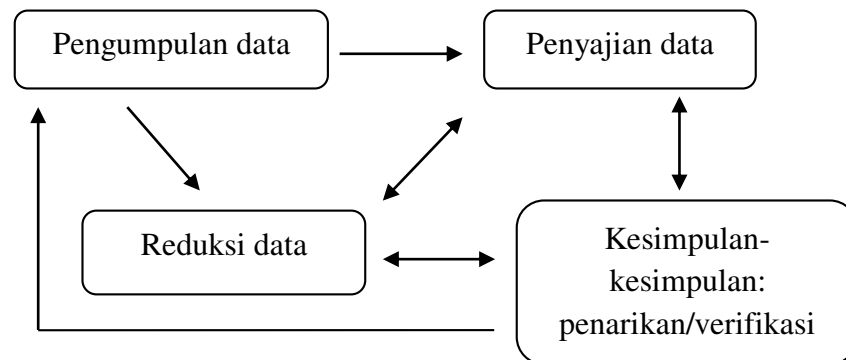 Pengumpulan data
Penyajian data
Reduksi data
Kesimpulan-
kesimpulan:
penarikan/verifikasi